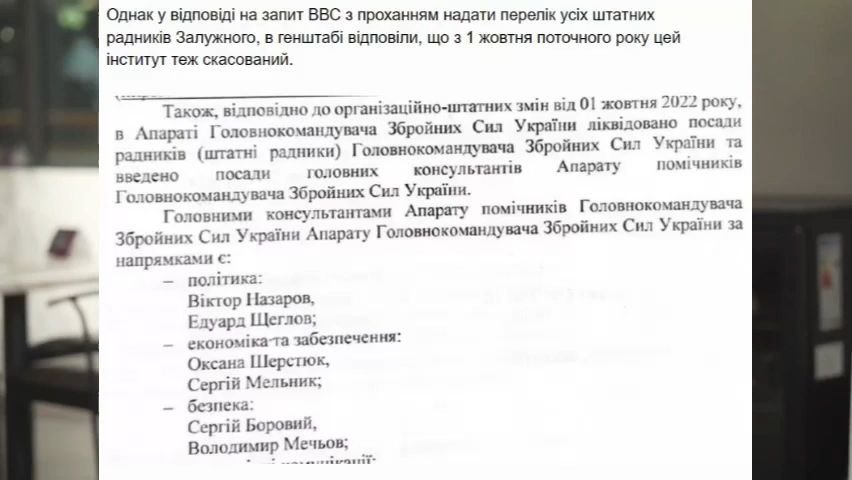 Однак у відповіді на запит BBC з проханням надати перелік усіх штатних
радників Залужного, в генштабі відповіли, що з 1 жовтня поточного року цей
інститут теж скасований.
Також, відповідно до організаційно-штатних змін від 01 жовтня 2022 року,
в Апараті Головнокомандувача Збройних Сил України ліквідовано посади
радників (штатні радники) Головнокомандувача Збройних Сил України та
введено посади головних консультантів Апарату помічників
Головнокомандувача Збройних Сил України.
Головними консультантами Апарату помічників Головнокомандувача
Збройних Сил України Апарату Головнокомандувача Збройних Сил України за
напрямками є:
– політика:
Віктор Назаров,
Едуард Щеглов;
– економіка та забезпечення:
Оксана Шерстюк,
Сергій Мельник;
– безпека:
Сергій Боровий,
Володимир Мечьов;